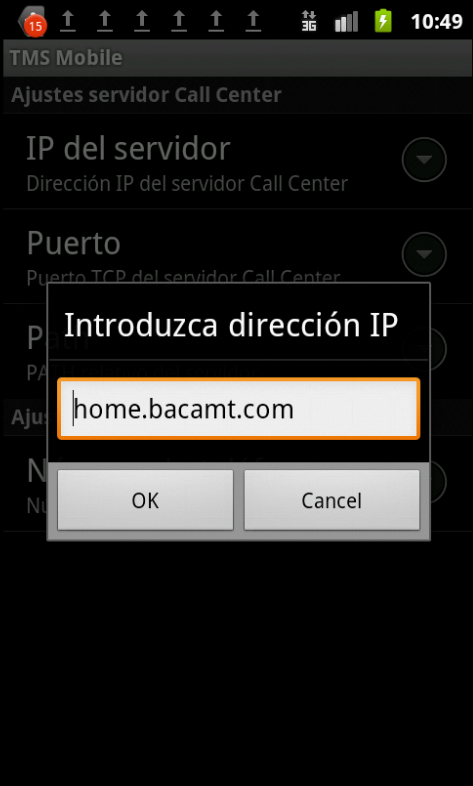 15
3G
10:49
TMS Mobile
Ajustes servidor Call Center
IP del servidor
Dirección IP del servidor Call Center
Puerto
Puerto TCP del servidor Call Center
Introduzca dirección IP
home.bacamt.com
OK
Cancel